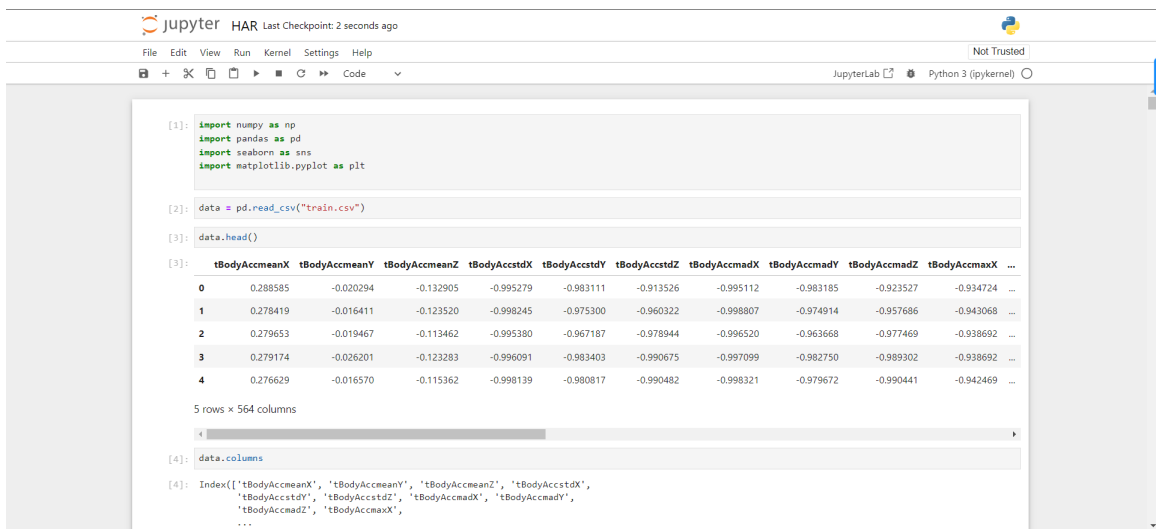 jupyter HAR Last Checkpoint: 2 seconds ago
File Edit View Run Kernel Settings Help Not Trusted
Code JupyterLab Python 3 (ipykernel)
[1]: import numpy as np
import pandas as pd
import seaborn as sns
import matplotlib.pyplot as plt
[2]: data = pd.read_csv("train.csv")
[3]: data.head()
[3]: tBodyAccmeanX tBodyAccmeanY tBodyAccmeanZ tBodyAccstdX tBodyAccstdY tBodyAccstdZ tBodyAccmadX tBodyAccmadY tBodyAccmadZ tBodyAccmaxX ...
0 0.288585 -0.020294 -0.132905 -0.995279 -0.983111 -0.913526 -0.995112 -0.983185 -0.923527 -0.934724 ...
1 0.278419 -0.016411 -0.123520 -0.998245 -0.975300 -0.960322 -0.998807 -0.974914 -0.957686 -0.943068 ...
2 0.279653 -0.019467 -0.113462 -0.995380 -0.967187 -0.978944 -0.996520 -0.963668 -0.977469 -0.938692 ...
3 0.279174 -0.026201 -0.123283 -0.996091 -0.983403 -0.990675 -0.997099 -0.982750 -0.989302 -0.938692 ...
4 0.276629 -0.016570 -0.115362 -0.998139 -0.980817 -0.990482 -0.998321 -0.979672 -0.990441 -0.942469 ...
5 rows × 564 columns
[4]: data.columns
[4]: Index(['tBodyAccmeanX', 'tBodyAccmeanY', 'tBodyAccmeanZ', 'tBodyAccstdX',
'tBodyAccstdY', 'tBodyAccstdZ', 'tBodyAccmadX', 'tBodyAccmadY',
'tBodyAccmadZ', 'tBodyAccmaxX',
...